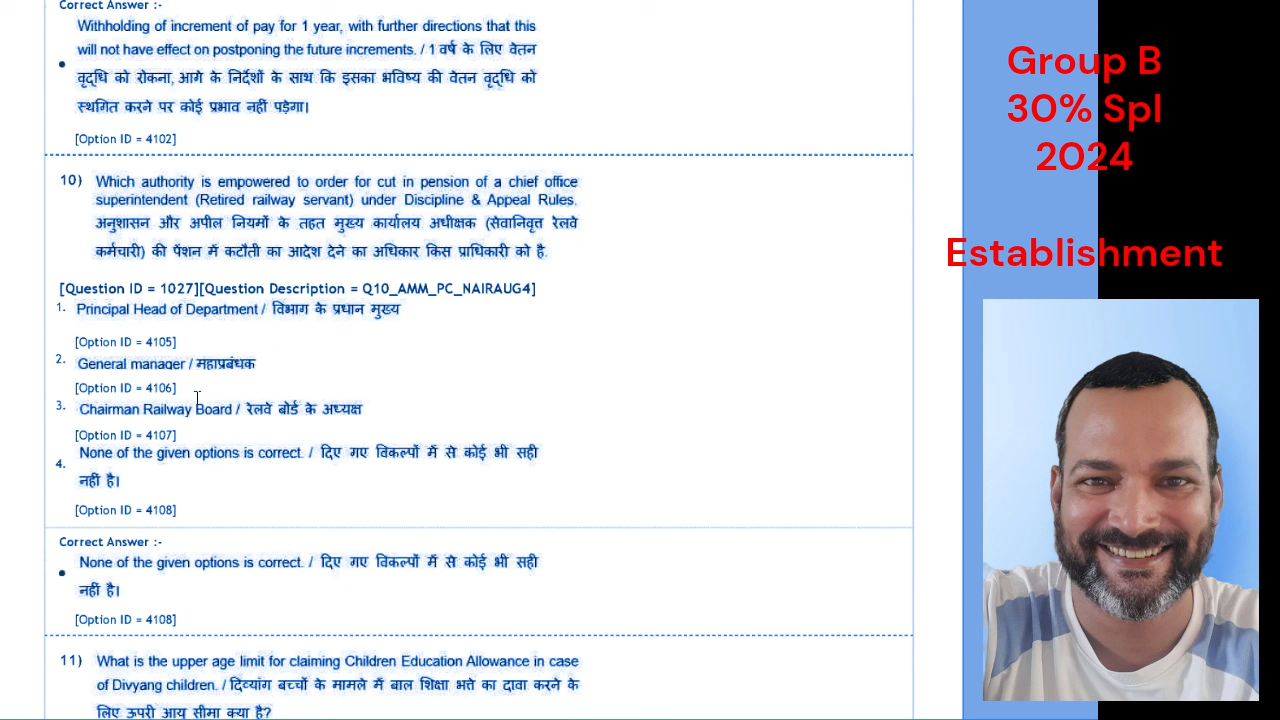 Correct Answer :-
Withholding of increment of pay for 1 year, with further directions that this
will not have effect on postponing the future increments. / 1 वर्ष के लिए वेतन
वृद्धि को रोकना, आगे के निर्देशों के साथ कि इसका भविष्य की वेतन वृद्धि को
स्थगित करने पर कोई प्रभाव नहीं पड़ेगा।
[Option ID = 4102]
10) Which authority is empowered to order for cut in pension of a chief office
superintendent (Retired railway servant) under Discipline & Appeal Rules.
अनुशासन और अपील नियमों के तहत मुख्य कार्यालय अधीक्षक (सेवानिवृत्त रेलवे
कर्मचारी) की पेंशन में कटौती का आदेश देने का अधिकार किस प्राधिकारी को है.
[Question ID = 1027][Question Description = Q10_AMM_PC_NAIRAUG4]
1. Principal Head of Department / विभाग के प्रधान मुख्य
[Option ID = 4105]
2. General manager / महाप्रबंधक
[Option ID = 4106]
3. Chairman Railway Board / रेलवे बोर्ड के अध्यक्ष
[Option ID = 4107]
4. None of the given options is correct. / दिए गए विकल्पों में से कोई भी सही
नहीं है।
[Option ID = 4108]
Correct Answer :-
None of the given options is correct. / दिए गए विकल्पों में से कोई भी सही
नहीं है।
[Option ID = 4108]
11) What is the upper age limit for claiming Children Education Allowance in case
of Divyang children. / दिव्यांग बच्चों के मामले में बाल शिक्षा भत्ते का दावा करने के
लिए ऊपरी आयु सीमा क्या है?
Group B
30% Spl
2024
Establishment